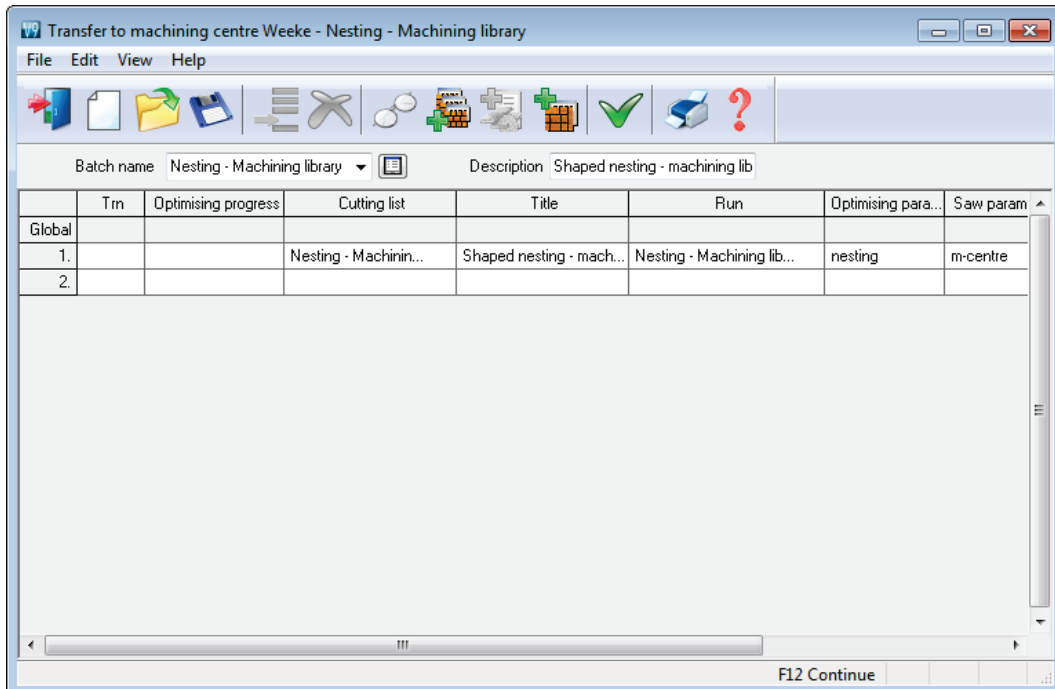 V9 Transfer to machining centre Weeke - Nesting - Machining library
File Edit View Help
Batch name Nesting - Machining library Description Shaped nesting - machining lib
Trn Optimising progress Cutting list Title Run Optimising para... Saw param
Global
1. Nesting - Machinin... Shaped nesting - mach... Nesting - Machining lib... nesting m-centre
2.
F12 Continue